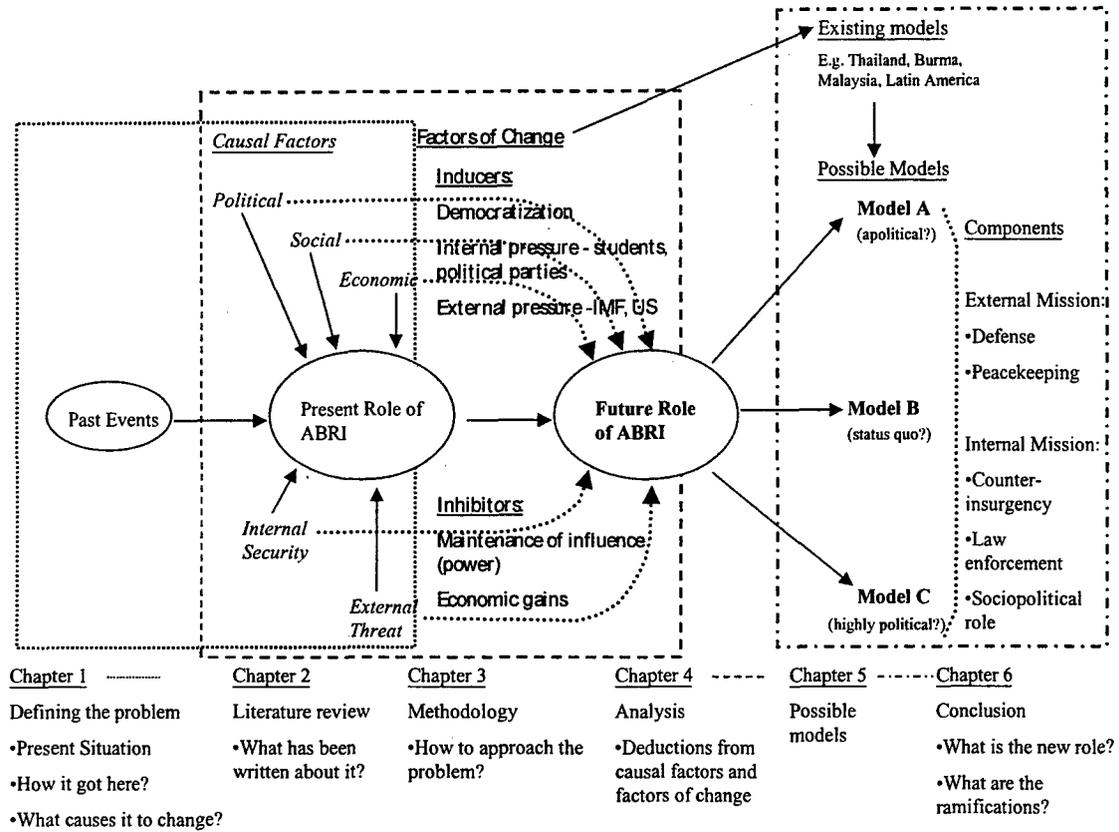 Existing models
E.g. Thailand, Burma,
Malaysia, Latin America
Possible Models
Causal Factors
Political
Social
Economic
Factors of Change
Inducers:
Democratization
Internal pressure - students,
political parties
External pressure -IMF, US
Past Events
Present Role of
ABRI
Future Role
of ABRI
Internal
Security
External
Threat
Inhibitors:
Maintenance of influence
(power)
Economic gains
Model A
(apolitical?)
Model B
(status quo?)
Model C
(highly political?)
Components
External Mission:
•Defense
•Peacekeeping
Internal Mission:
•Counter-
insurgency
•Law
enforcement
•Sociopolitical
role
Chapter 1
Defining the problem
•Present Situation
•How it got here?
•What causes it to change?
Chapter 2
Literature review
•What has been
written about it?
Chapter 3
Methodology
•How to approach the
problem?
Chapter 4
Analysis
•Deductions from
causal factors and
factors of change
Chapter 5
Possible
models
Chapter 6
Conclusion
•What is the new role?
•What are the
ramifications?